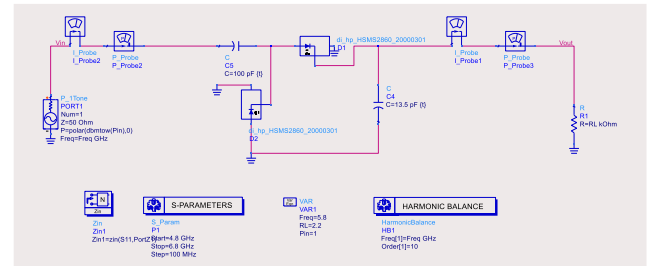 Vin
I_Probe
I_Probe2
P_Probe
P_Probe2
C
C5
C=100 pF {t}
di_hp_HSMS2860_20000301
D1
I_Probe
I_Probe1
P_Probe
P_Probe3
Vout
P_1Tone
PORT1
Num=1
Z=50 Ohm
P=polar(dbmtow(Pin),0)
Freq=Freq GHz
di_hp_HSMS2860_20000301
D2
C
C4
C=13.5 pF {t}
R
R1
R=RL kOhm
N
Zin
Zin
Zin1
Zin1=zin(S11,PortZ1)
S-PARAMETERS
S_Param
P1
Start=4.8 GHz
Stop=6.8 GHz
Step=100 MHz
VAR
VAR1
Freq=5.8
RL=2.2
Pin=1
HARMONIC BALANCE
HarmonicBalance
HB1
Freq[1]=Freq GHz
Order[1]=10